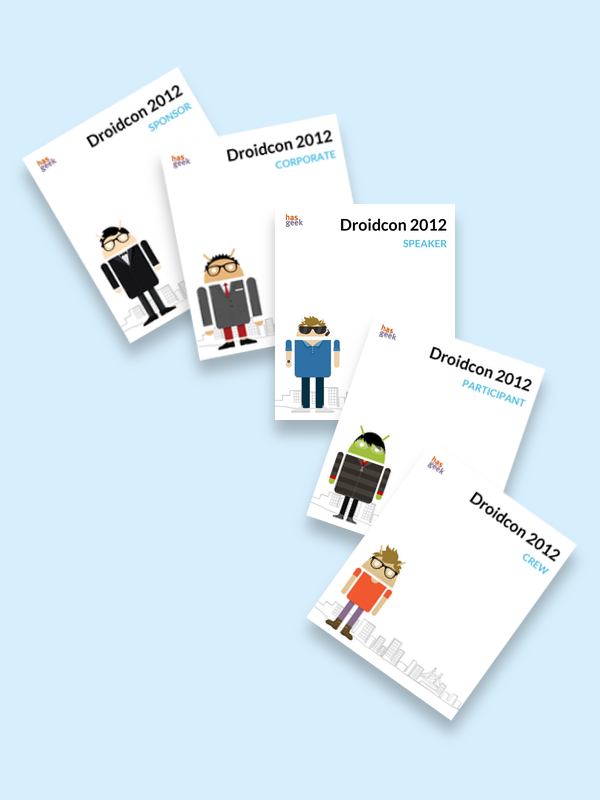 has
geek
Droidcon 2012
SPONSOR
has
geek
Droidcon 2012
CORPORATE
has
geek
Droidcon 2012
SPEAKER
has
geek
Droidcon 2012
PARTICIPANT
has
geek
Droidcon 2012
CREW